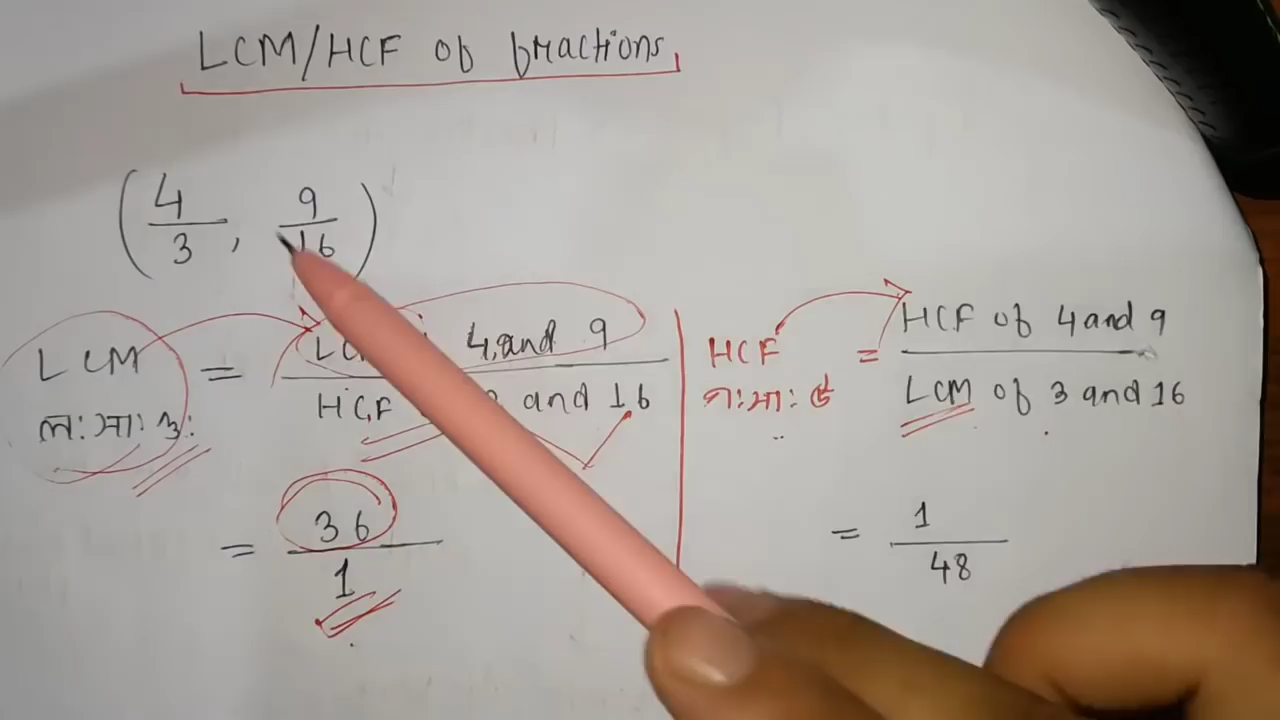 LCM/HCF of fractions
(4/3, 9/16)
LCM = 4 and 9
HCF and 16
ল: সা: গু:
= 36/1
HCF = HCF of 4 and 9
LCM of 3 and 16
গ: সা: উ
= 1/48